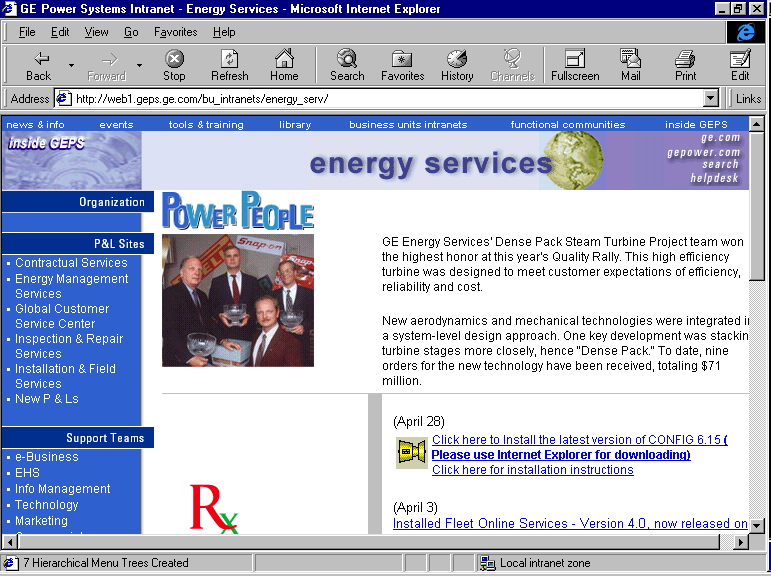 GE Power Systems Intranet - Energy Services - Microsoft Internet Explorer
File Edit View Go Favorites Help
Back Forward Stop Refresh Home Search Favorites History Channels Fullscreen Mail Print Edit
Address http://web1.geps.ge.com/bu_intranets/energy_serv/ Links
news & info events tools & training library business units intranets functional communities inside GEPS
inside GEPS
energy services
ge.com
gepower.com
search
helpdesk
Organization
P&L Sites
• Contractual Services
• Energy Management
Services
• Global Customer
Service Center
• Inspection & Repair
Services
• Installation & Field
Services
• New P & Ls
Support Teams
• e-Business
• EHS
• Info Management
• Technology
• Marketing
POWER PEOPLE
Snap-on
GE Energy Services' Dense Pack Steam Turbine Project team won
the highest honor at this year's Quality Rally. This high efficiency
turbine was designed to meet customer expectations of efficiency,
reliability and cost.
New aerodynamics and mechanical technologies were integrated in
a system-level design approach. One key development was stackin
turbine stages more closely, hence "Dense Pack." To date, nine
orders for the new technology have been received, totaling $71
million.
Rx
(April 28)
Click here to Install the latest version of CONFIG 6.15 (
Please use Internet Explorer for downloading)
Click here for installation instructions
(April 3)
Installed Fleet Online Services - Version 4.0, now released on
7 Hierarchical Menu Trees Created
Local intranet zone